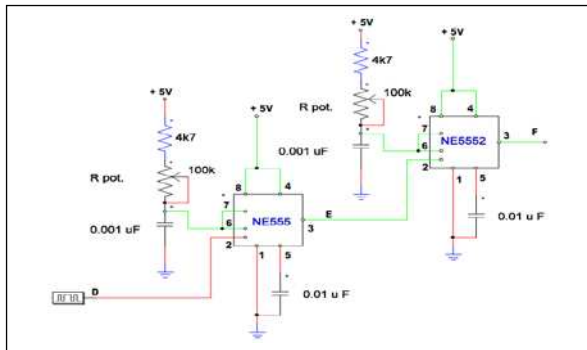 + 5V
4k7
R pot.
100k
0.001 uF
8
4
7
6
2
NE5552
3
F
1
5
0.01 u F
+ 5V
+ 5V
4k7
R pot.
100k
0.001 uF
8
4
7
6
2
NE555
3
E
1
5
0.01 u F
D
+ 5V